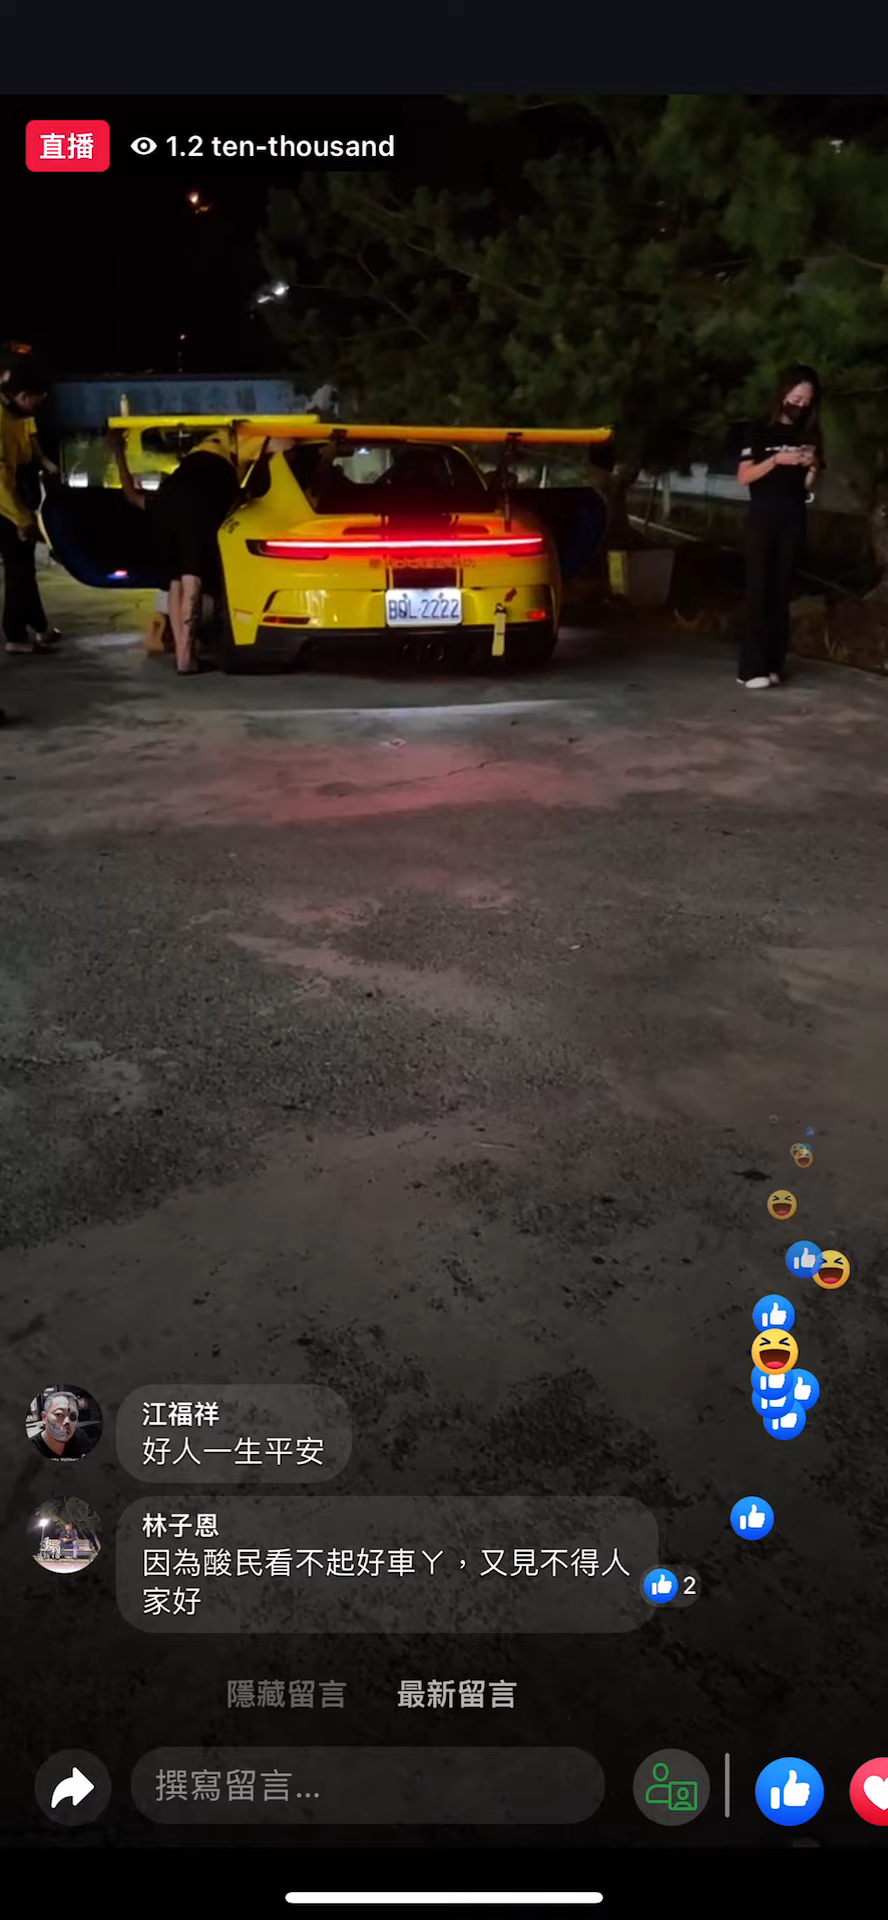 直播
1.2 ten-thousand
BQL-2222
江福祥
好人一生平安
林子恩
因為酸民看不起好車丫，又見不得人
家好
2
隱藏留言
最新留言
撰寫留言...